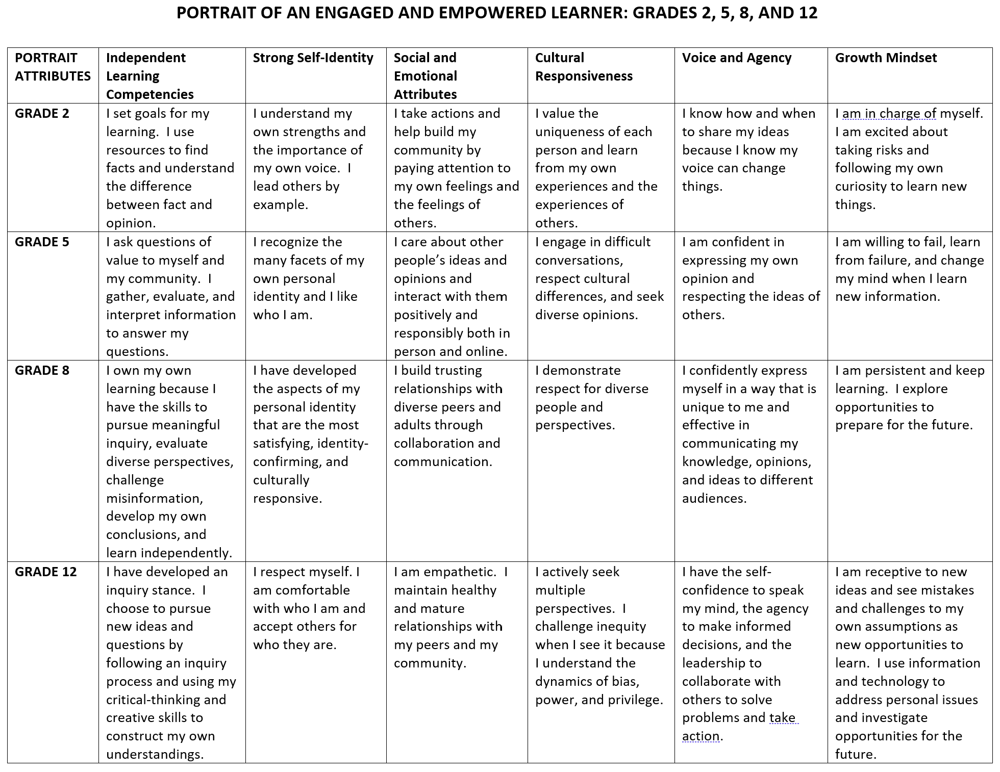 PORTRAIT OF AN ENGAGED AND EMPOWERED LEARNER: GRADES 2, 5, 8, AND 12
PORTRAIT
ATTRIBUTES
Independent
Learning
Competencies
Strong Self-Identity
Social and
Emotional
Attributes
Cultural
Responsiveness
Voice and Agency
Growth Mindset
GRADE 2
I set goals for my
learning.  I use
resources to find
facts and understand
the difference
between fact and
opinion.
I understand my
own strengths and
the importance of
my own voice.  I
lead others by
example.
I take actions and
help build my
community by
paying attention to
my own feelings and
the feelings of
others.
I value the
uniqueness of each
person and learn
from my own
experiences and the
experiences of
others.
I know how and when
to share my ideas
because I know my
voice can change
things.
I am in charge of myself.
I am excited about
taking risks and
following my own
curiosity to learn new
things.
GRADE 5
I ask questions of
value to myself and
my community.  I
gather, evaluate, and
interpret information
to answer my
questions.
I recognize the
many facets of my
own personal
identity and I like
who I am.
I care about other
people’s ideas and
opinions and
interact with them
positively and
responsibly both in
person and online.
I engage in difficult
conversations,
respect cultural
differences, and seek
diverse opinions.
I am confident in
expressing my own
opinion and
respecting the ideas of
others.
I am willing to fail, learn
from failure, and change
my mind when I learn
new information.
GRADE 8
I own my own
learning because I
have the skills to
pursue meaningful
inquiry, evaluate
diverse perspectives,
challenge
misinformation,
develop my own
conclusions, and
learn independently.
I have developed
the aspects of my
personal identity
that are the most
satisfying, identity-
confirming, and
culturally
responsive.
I build trusting
relationships with
diverse peers and
adults through
collaboration and
communication.
I demonstrate
respect for diverse
people and
perspectives.
I confidently express
myself in a way that is
unique to me and
effective in
communicating my
knowledge, opinions,
and ideas to different
audiences.
I am persistent and keep
learning.  I explore
opportunities to
prepare for the future.
GRADE 12
I have developed an
inquiry stance.  I
choose to pursue
new ideas and
questions by
following an inquiry
process and using my
critical-thinking and
creative skills to
construct my own
understandings.
I respect myself. I
am comfortable
with who I am and
accept others for
who they are.
I am empathetic.  I
maintain healthy
and mature
relationships with
my peers and my
community.
I actively seek
multiple
perspectives.  I
challenge inequity
when I see it because
I understand the
dynamics of bias,
power, and privilege.
I have the self-
confidence to speak
my mind, the agency
to make informed
decisions, and the
leadership to
collaborate with
others to solve
problems and take
action.
I am receptive to new
ideas and see mistakes
and challenges to my
own assumptions as
new opportunities to
learn.  I use information
and technology to
address personal issues
and investigate
opportunities for the
future.